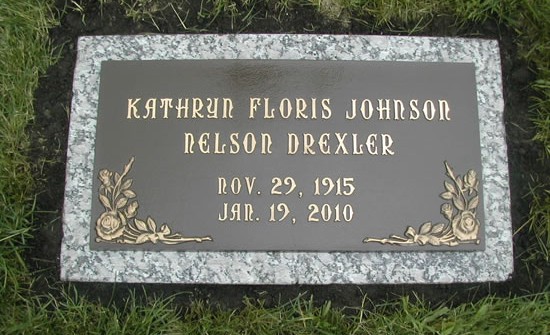 KATHRYN FLORIS JOHNSON
NELSON DREXLER
NOV. 29, 1915
JAN. 19, 2010